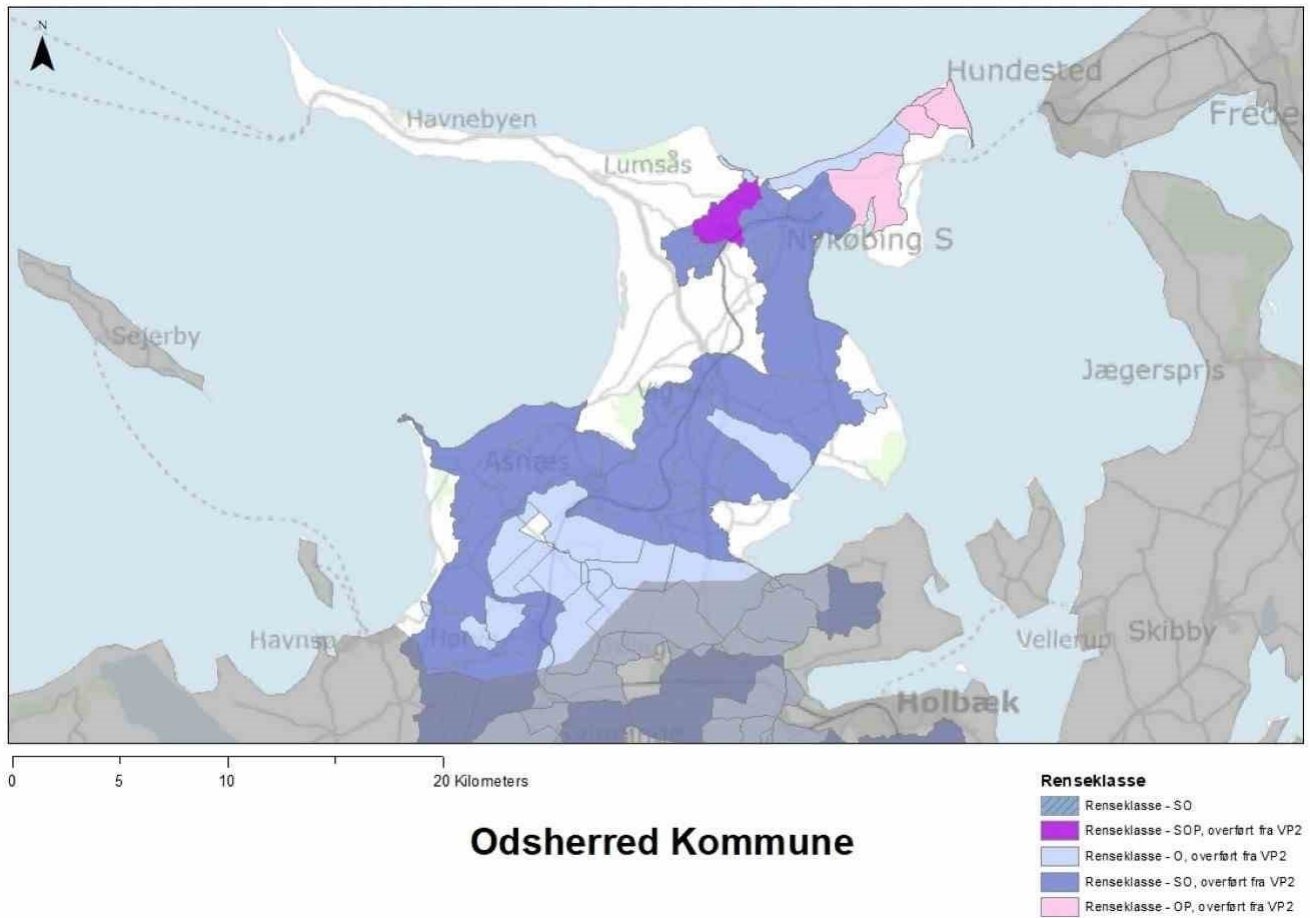 N
Hundested
Frede
Havnebyen
Lumsås
Nykøbing S
Sejerby
Jægerspris
Asnæs
Havnsø
Vellerup
Skibby
Holbæk
0 5 10 20 Kilometers
Odsherred Kommune
Renseklasse
Renseklasse - SO
Renseklasse - SOP, overført fra VP2
Renseklasse - O, overført fra VP2
Renseklasse - SO, overført fra VP2
Renseklasse - OP, overført fra VP2